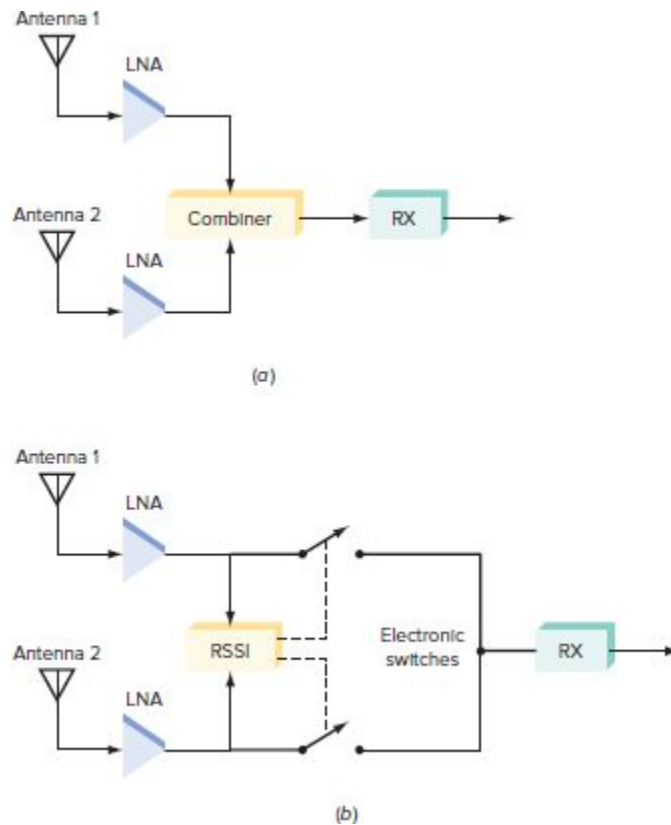 Antenna 1
LNA
Antenna 2
Combiner
RX
LNA
(a)
Antenna 1
LNA
Antenna 2
RSSI
Electronic
switches
RX
LNA
(b)